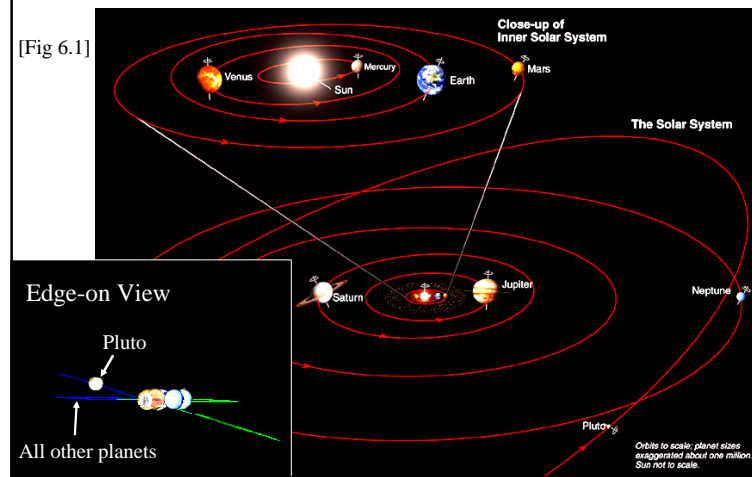 [Fig 6.1]
Close-up of
Inner Solar System
Venus
Mercury
Sun
Earth
Mars
The Solar System
Saturn
Jupiter
Neptune
Edge-on View
Pluto
All other planets
Pluto
Orbits to scale; planet sizes
exaggerated about one million.
Sun not to scale.